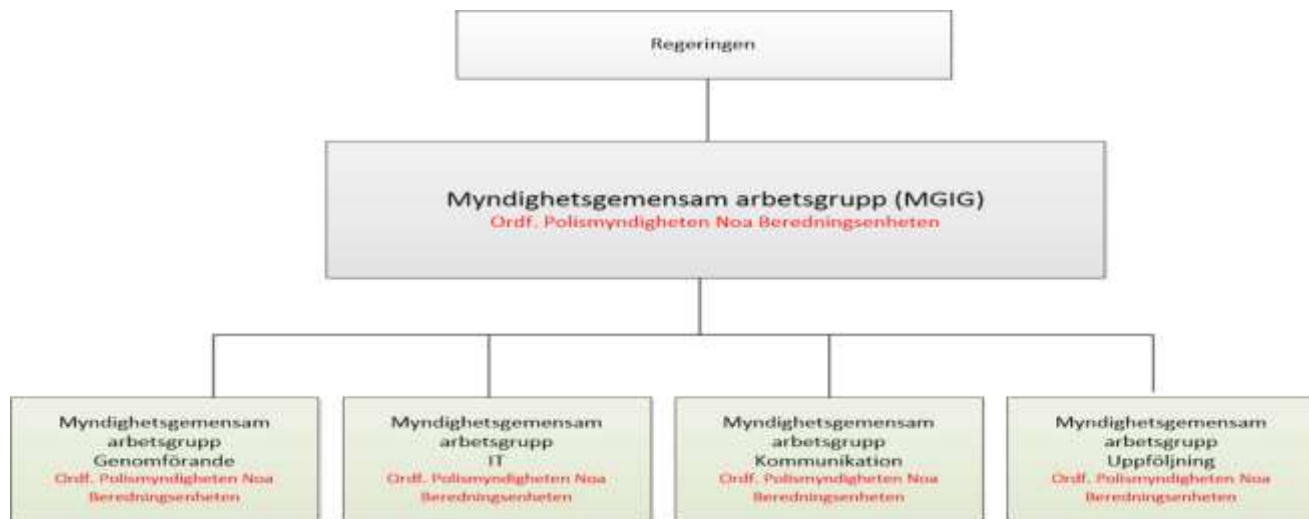 Regeringen
Myndighetsgemensam arbetsgrupp (MGIG)
Ordf. Polismyndigheten Noa Beredningsenheten
Myndighetsgemensam
arbetsgrupp
Genomförande
Ordf. Polismyndigheten Noa
Beredningsenheten
Myndighetsgemensam
arbetsgrupp
IT
Ordf. Polismyndigheten Noa
Beredningsenheten
Myndighetsgemensam
arbetsgrupp
Kommunikation
Ordf. Polismyndigheten Noa
Beredningsenheten
Myndighetsgemensam
arbetsgrupp
Uppföljning
Ordf. Polismyndigheten Noa
Beredningsenheten